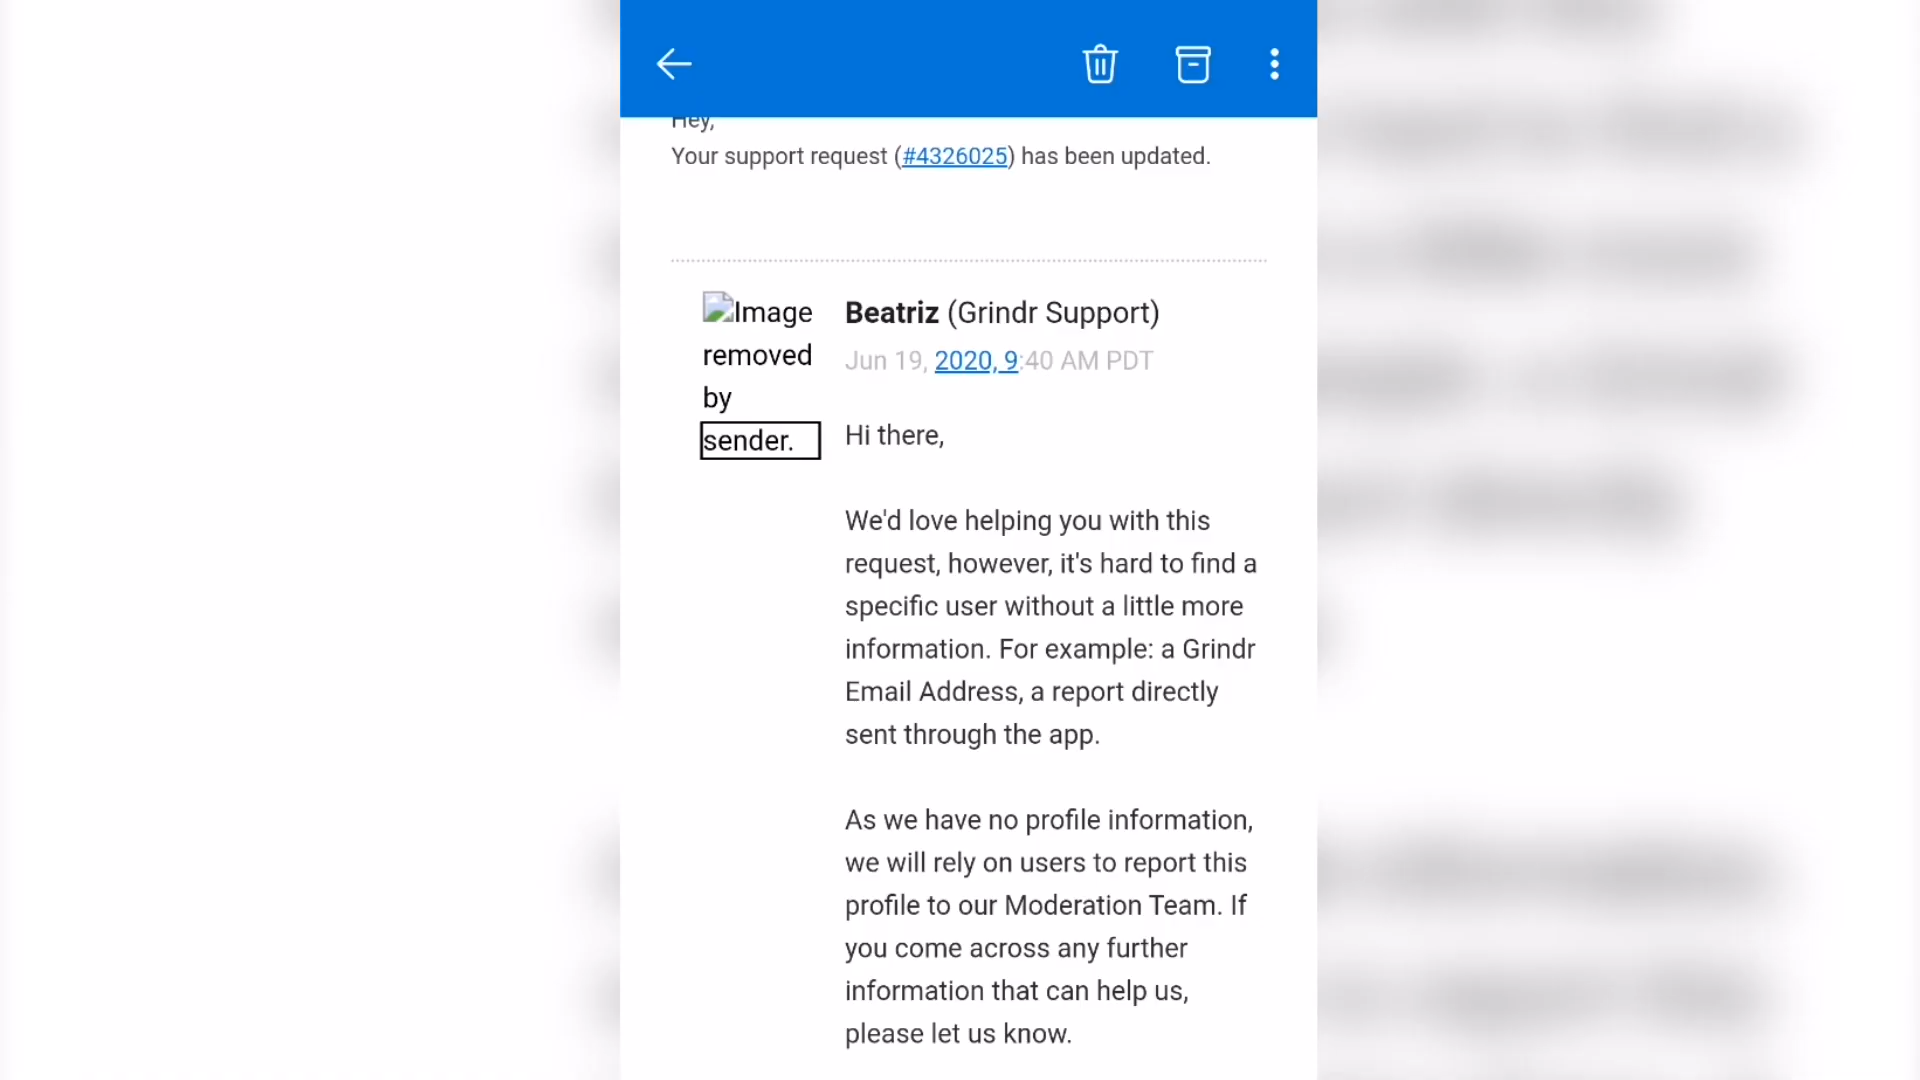 Hey,
Your support request (#4326025) has been updated.
Image
removed
by
sender.
Beatriz (Grindr Support)
Jun 19, 2020, 9:40 AM PDT
Hi there,
We'd love helping you with this
request, however, it's hard to find a
specific user without a little more
information. For example: a Grindr
Email Address, a report directly
sent through the app.
As we have no profile information,
we will rely on users to report this
profile to our Moderation Team. If
you come across any further
information that can help us,
please let us know.